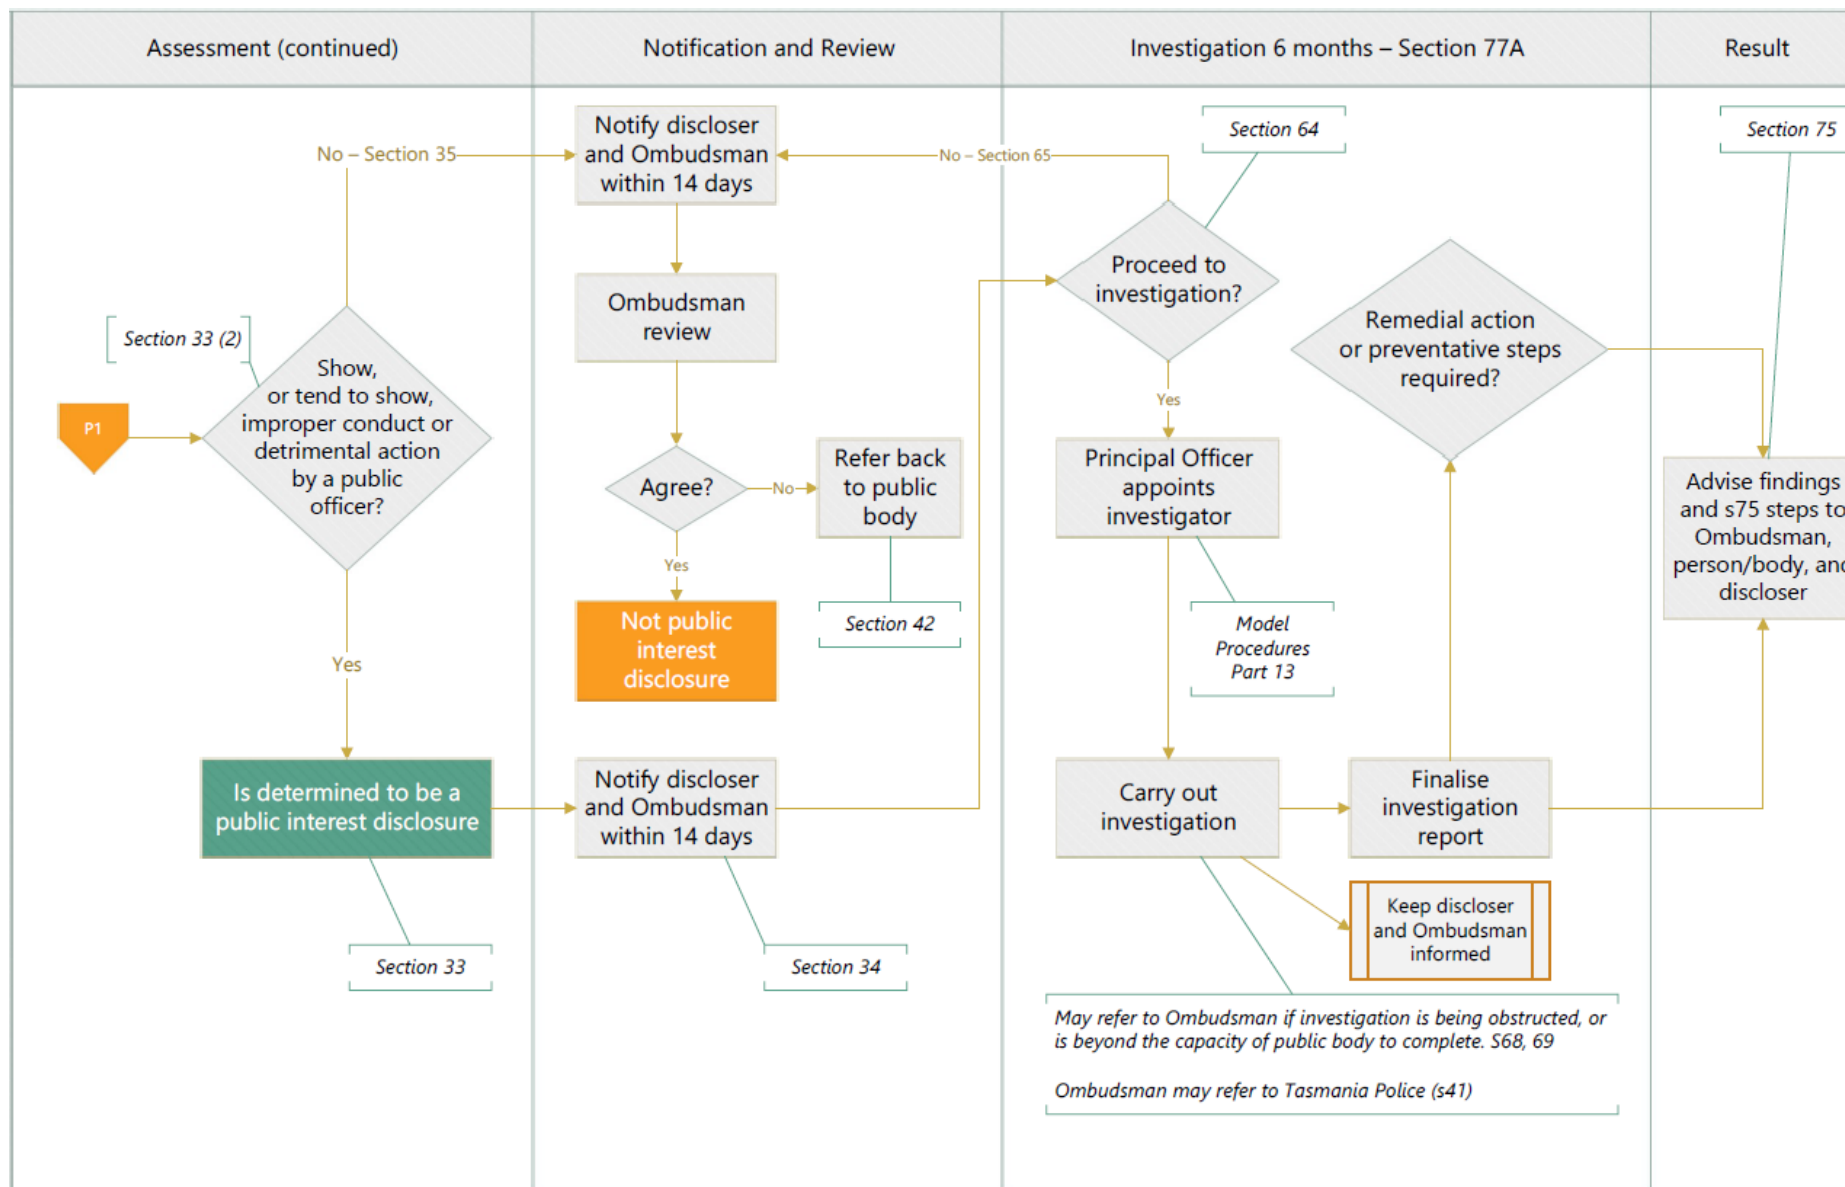 Assessment (continued)
Notification and Review
Investigation 6 months – Section 77A
Result
No – Section 35
Section 33 (2)
P1
Show,
or tend to show,
improper conduct or
detrimental action
by a public
officer?
Yes
Is determined to be a
public interest disclosure
Section 33
Notify discloser
and Ombudsman
within 14 days
Ombudsman
review
Agree?
No
Refer back
to public
body
Section 42
Yes
Not public
interest
disclosure
Notify discloser
and Ombudsman
within 14 days
Section 34
No – Section 65
Section 64
Proceed to
investigation?
Yes
Principal Officer
appoints
investigator
Model
Procedures
Part 13
Carry out
investigation
Finalise
investigation
report
Keep discloser
and Ombudsman
informed
May refer to Ombudsman if investigation is being obstructed, or
is beyond the capacity of public body to complete. S68, 69
Ombudsman may refer to Tasmania Police (s41)
Remedial action
or preventative steps
required?
Section 75
Advise findings
and s75 steps to
Ombudsman,
person/body, and
discloser